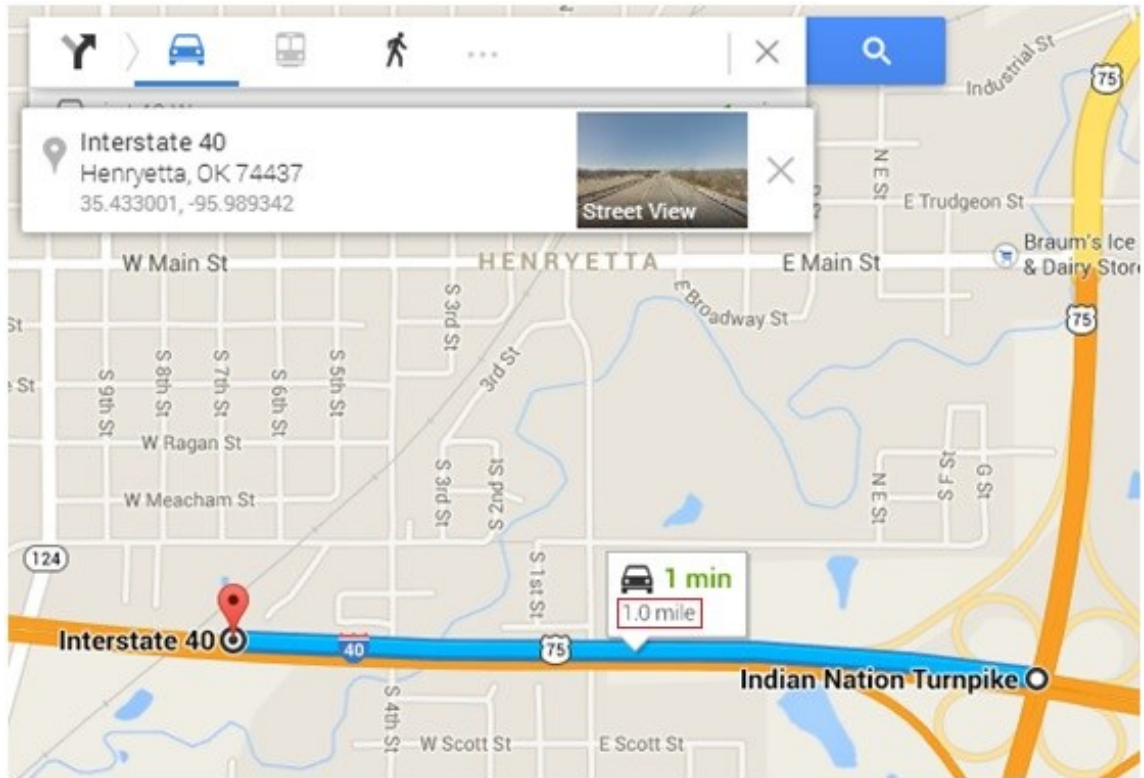 Industrial St
75
Interstate 40
Henryetta, OK 74437
35.433001, -95.989342
Street View
N E St
E Trudgeon St
Braum's Ice
& Dairy Store
W Main St
HENRYETTA
E Main St
S 3rd St
E Broadway St
75
St
3rd St
e St
S 9th St
S 8th St
S 7th St
S 6th St
S 5th St
W Ragan St
S 3rd St
S 2nd St
N E St
S F St
G St
W Meacham St
124
S 1st St
1 min
1.0 mile
Interstate 40
40
75
Indian Nation Turnpike
S 4th St
W Scott St
E Scott St